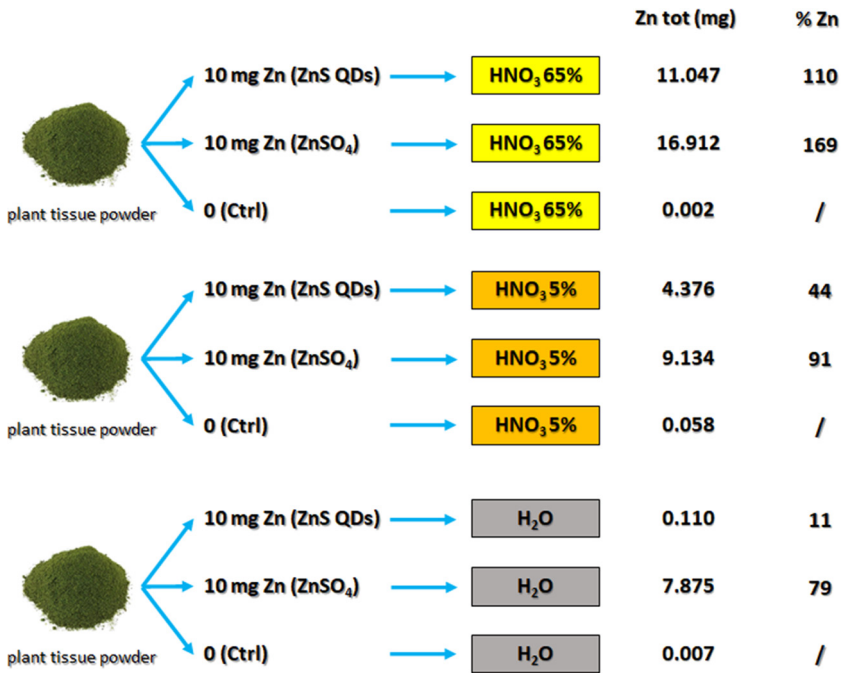 Zn tot (mg) % Zn
10 mg Zn (ZnS QDs) HNO₃ 65% 11.047 110
10 mg Zn (ZnSO₄) HNO₃ 65% 16.912 169
plant tissue powder 0 (Ctrl) HNO₃ 65% 0.002 /
10 mg Zn (ZnS QDs) HNO₃ 5% 4.376 44
10 mg Zn (ZnSO₄) HNO₃ 5% 9.134 91
plant tissue powder 0 (Ctrl) HNO₃ 5% 0.058 /
10 mg Zn (ZnS QDs) H₂O 0.110 11
10 mg Zn (ZnSO₄) H₂O 7.875 79
plant tissue powder 0 (Ctrl) H₂O 0.007 /